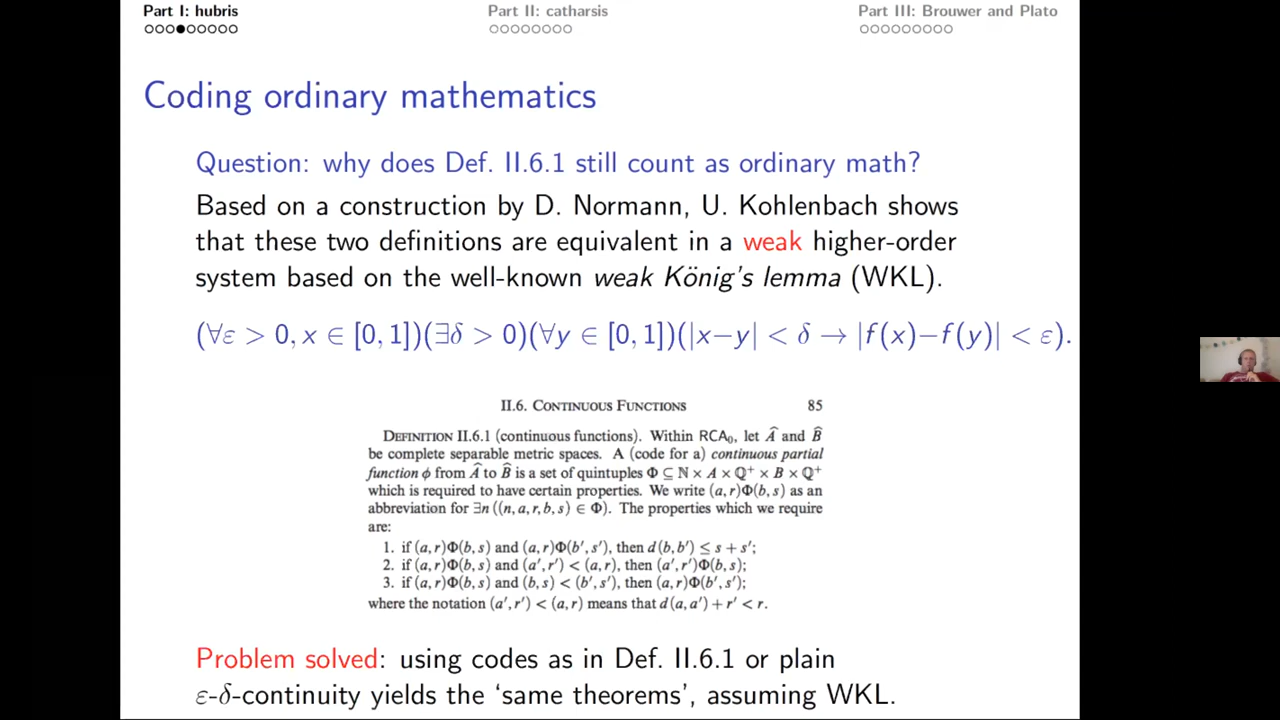 Part I: hubris
Part II: catharsis
Part III: Brouwer and Plato
Coding ordinary mathematics
Question: why does Def. II.6.1 still count as ordinary math?
Based on a construction by D. Normann, U. Kohlenbach shows
that these two definitions are equivalent in a weak higher-order
system based on the well-known weak König's lemma (WKL).
(∀ε > 0, x ∈ [0, 1])(∃δ > 0)(∀y ∈ [0, 1])(|x−y| < δ → |f(x)−f(y)| < ε).
II.6. Continuous Functions 85
Definition II.6.1 (continuous functions). Within RCA₀, let Â and B̂
be complete separable metric spaces. A (code for a) continuous partial
function ϕ from Â to B̂ is a set of quintuples Φ ⊆ ℕ × A × ℚ⁺ × B × ℚ⁺
which is required to have certain properties. We write (a, r)Φ(b, s) as an
abbreviation for ∃n ((n, a, r, b, s) ∈ Φ). The properties which we require
are:
1. if (a, r)Φ(b, s) and (a, r)Φ(b′, s′), then d(b, b′) ≤ s + s′;
2. if (a, r)Φ(b, s) and (a′, r′) < (a, r), then (a′, r′)Φ(b, s);
3. if (a, r)Φ(b, s) and (b, s) < (b′, s′), then (a, r)Φ(b′, s′);
where the notation (a′, r′) < (a, r) means that d(a, a′) + r′ < r.
Problem solved: using codes as in Def. II.6.1 or plain
ε-δ-continuity yields the ‘same theorems’, assuming WKL.